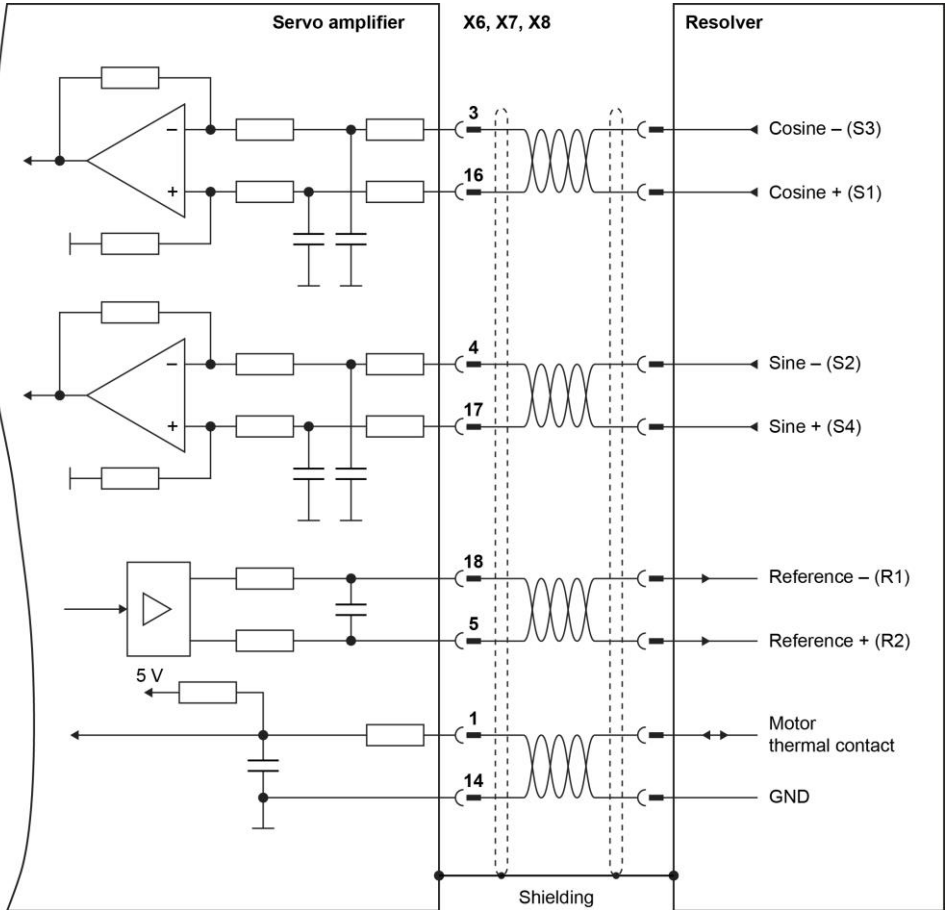 Servo amplifier
X6, X7, X8
Resolver
3
Cosine – (S3)
16
Cosine + (S1)
4
Sine – (S2)
17
Sine + (S4)
18
Reference – (R1)
5
Reference + (R2)
5 V
1
Motor
thermal contact
14
GND
Shielding